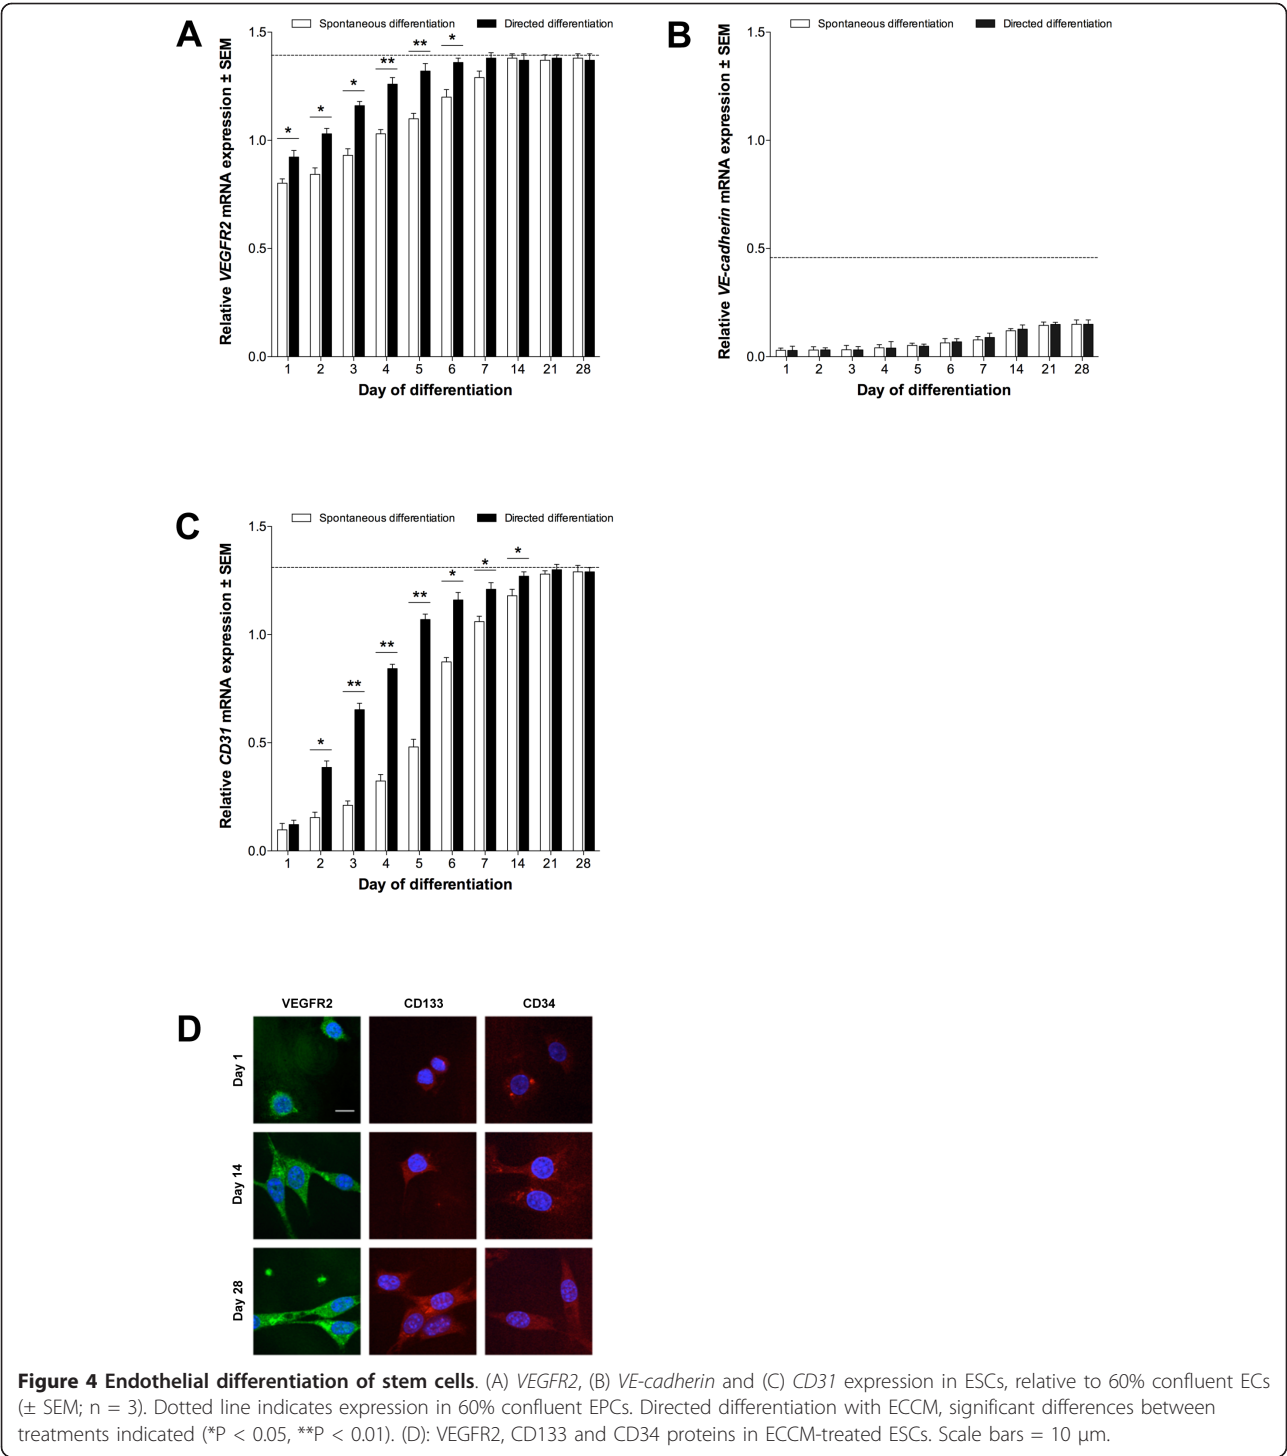 A
Spontaneous differentiation
Directed differentiation
Relative VEGFR2 mRNA expression ± SEM
1.5
1.0
0.5
0.0
* * * ** ** *
1 2 3 4 5 6 7 14 21 28
Day of differentiation
B
Spontaneous differentiation
Directed differentiation
Relative VE-cadherin mRNA expression ± SEM
1.5
1.0
0.5
0.0
1 2 3 4 5 6 7 14 21 28
Day of differentiation
C
Spontaneous differentiation
Directed differentiation
Relative CD31 mRNA expression ± SEM
1.5
1.0
0.5
0.0
* ** ** ** * * *
1 2 3 4 5 6 7 14 21 28
Day of differentiation
D
VEGFR2 CD133 CD34
Day 1
Day 14
Day 28
Figure 4 Endothelial differentiation of stem cells. (A) VEGFR2, (B) VE-cadherin and (C) CD31 expression in ESCs, relative to 60% confluent ECs
(± SEM; n = 3). Dotted line indicates expression in 60% confluent EPCs. Directed differentiation with ECCM, significant differences between
treatments indicated (*P < 0.05, **P < 0.01). (D): VEGFR2, CD133 and CD34 proteins in ECCM-treated ESCs. Scale bars = 10 μm.